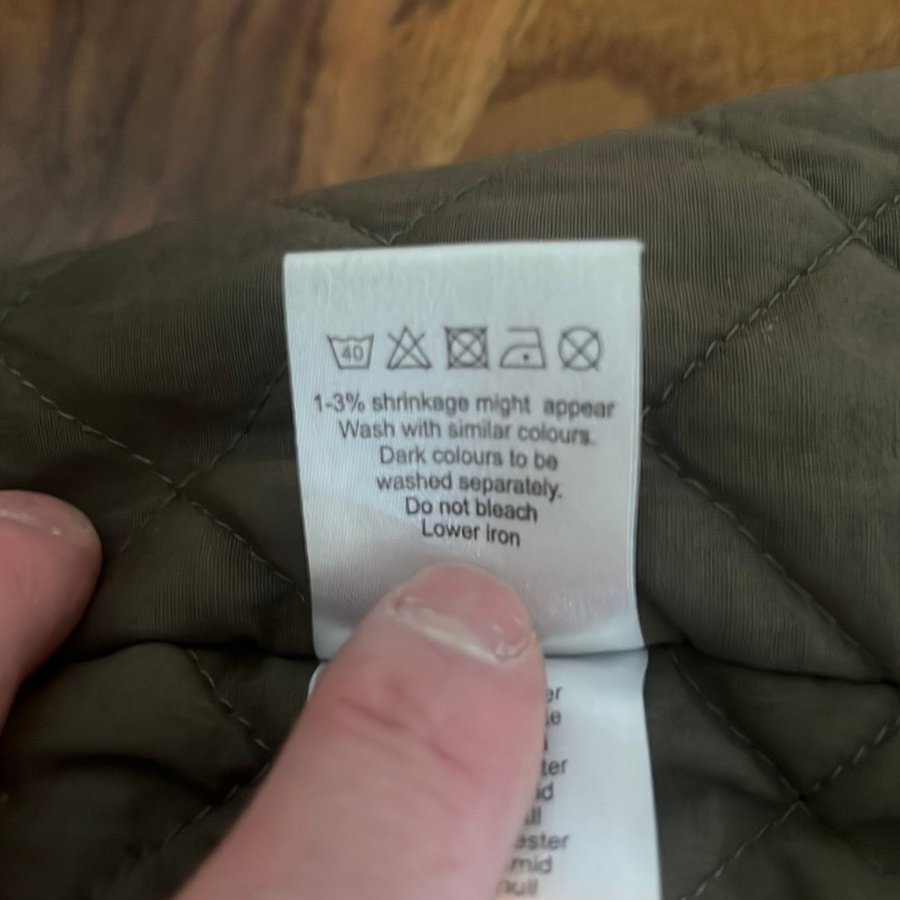 40
1-3% shrinkage might appear
Wash with similar colours.
Dark colours to be
washed separately.
Do not bleach
Lower iron